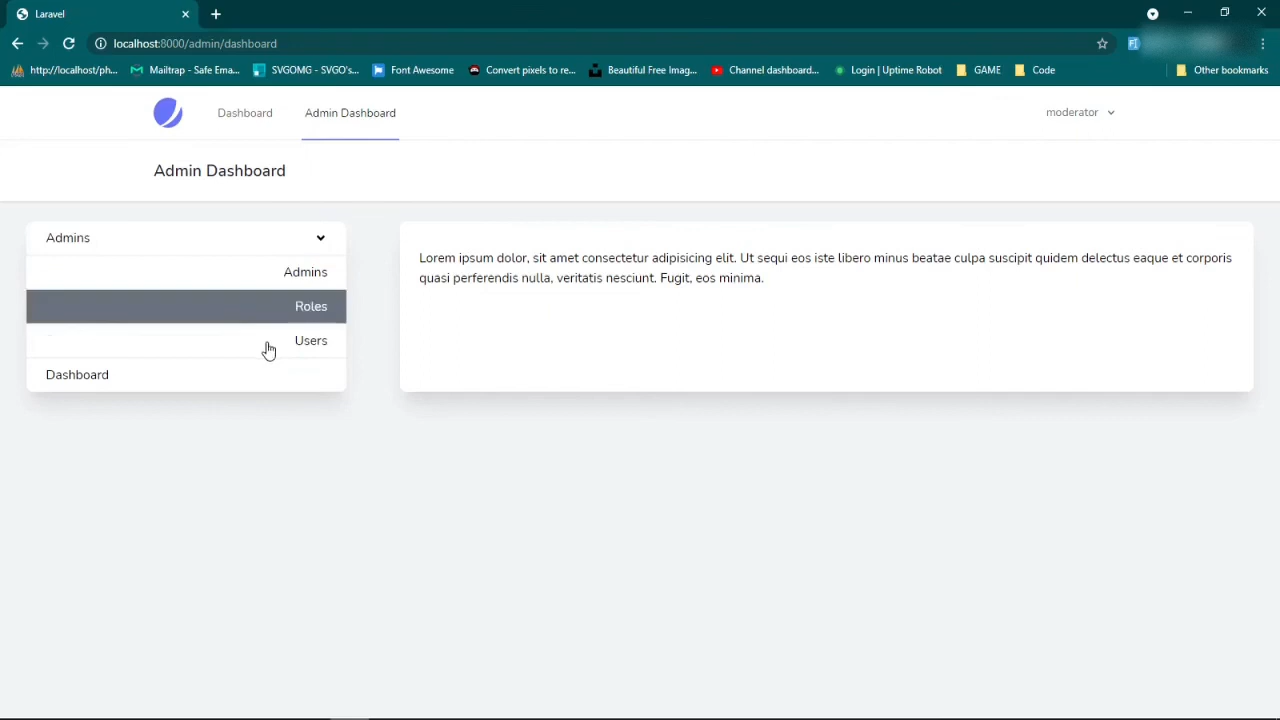 Laravel
localhost:8000/admin/dashboard
http://localhost/ph... Mailtrap - Safe Ema... SVGOMG - SVGO's... Font Awesome Convert pixels to re... Beautiful Free Imag... Channel dashboard... Login | Uptime Robot GAME Code Other bookmarks
Dashboard Admin Dashboard moderator
Admin Dashboard
Admins
Admins
Roles
Users
Dashboard
Lorem ipsum dolor, sit amet consectetur adipisicing elit. Ut sequi eos iste libero minus beatae culpa suscipit quidem delectus eaque et corporis
quasi perferendis nulla, veritatis nesciunt. Fugit, eos minima.